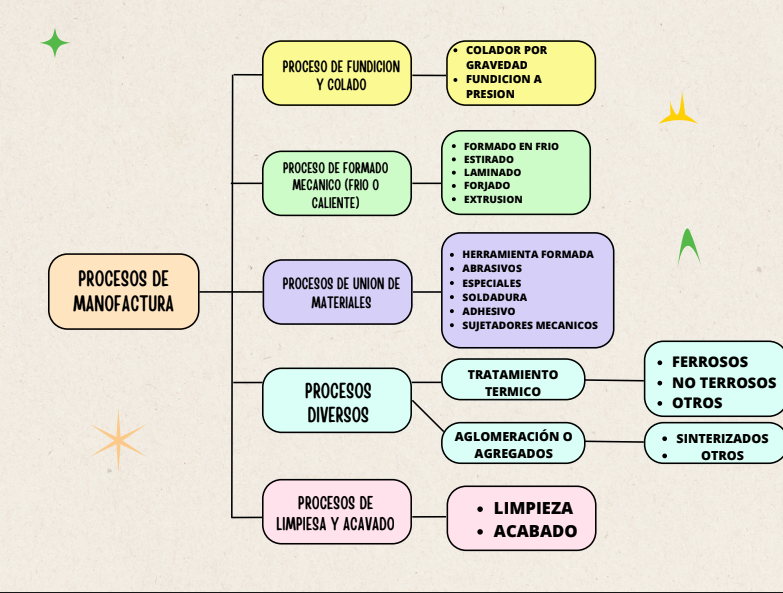 PROCESO DE FUNDICION
Y COLADO
• COLADOR POR
GRAVEDAD
• FUNDICION A
PRESION
PROCESO DE FORMADO
MECANICO (FRIO O
CALIENTE)
• FORMADO EN FRIO
• ESTIRADO
• LAMINADO
• FORJADO
• EXTRUSION
PROCESOS DE
MANOFACTURA
PROCESOS DE UNION DE
MATERIALES
• HERRAMIENTA FORMADA
• ABRASIVOS
• ESPECIALES
• SOLDADURA
• ADHESIVO
• SUJETADORES MECANICOS
PROCESOS
DIVERSOS
TRATAMIENTO
TERMICO
• FERROSOS
• NO TERROSOS
• OTROS
AGLOMERACIÓN O
AGREGADOS
• SINTERIZADOS
• OTROS
PROCESOS DE
LIMPIESA Y ACAVADO
• LIMPIEZA
• ACABADO